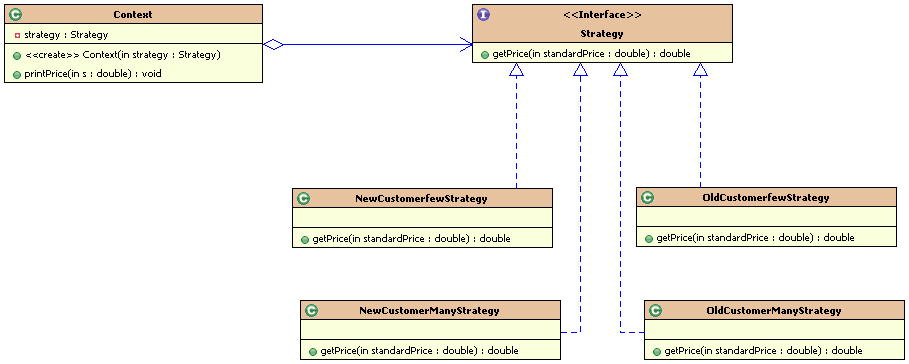 C Context
strategy : Strategy
<<create>> Context(in strategy : Strategy)
printPrice(in s : double) : void
I <<Interface>>
Strategy
getPrice(in standardPrice : double) : double
C NewCustomerfewStrategy
getPrice(in standardPrice : double) : double
C OldCustomerfewStrategy
getPrice(in standardPrice : double) : double
C NewCustomerManyStrategy
getPrice(in standardPrice : double) : double
C OldCustomerManyStrategy
getPrice(in standardPrice : double) : double